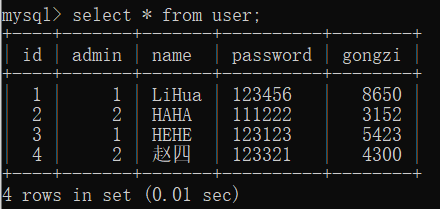 mysql> select * from user;
+----+-------+-------+----------+--------+
| id | admin | name | password | gongzi |
+----+-------+-------+----------+--------+
| 1 | 1 | LiHua | 123456 | 8650 |
| 2 | 2 | HAHA | 111222 | 3152 |
| 3 | 1 | HEHE | 123123 | 5423 |
| 4 | 2 | 赵四 | 123321 | 4300 |
+----+-------+-------+----------+--------+
4 rows in set (0.01 sec)